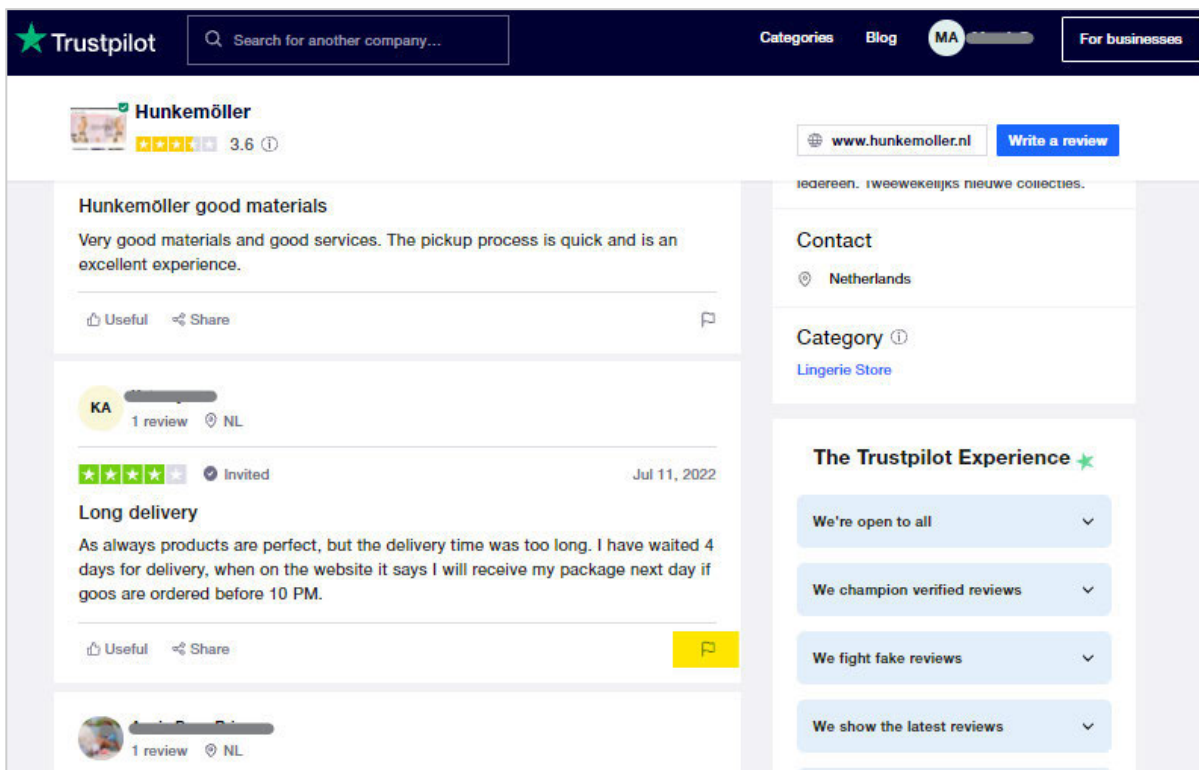 Trustpilot
Search for another company...
Categories
Blog
MA
For businesses
Hunkemöller
3.6
www.hunkemoller.nl
Write a review
Hunkemöller good materials
Very good materials and good services. The pickup process is quick and is an
excellent experience.
Useful
Share
KA
1 review
NL
Invited
Jul 11, 2022
Long delivery
As always products are perfect, but the delivery time was too long. I have waited 4
days for delivery, when on the website it says I will receive my package next day if
goos are ordered before 10 PM.
Useful
Share
1 review
NL
Iedereen. Tweewekelijks nieuwe collecties.
Contact
Netherlands
Category
Lingerie Store
The Trustpilot Experience
We're open to all
We champion verified reviews
We fight fake reviews
We show the latest reviews